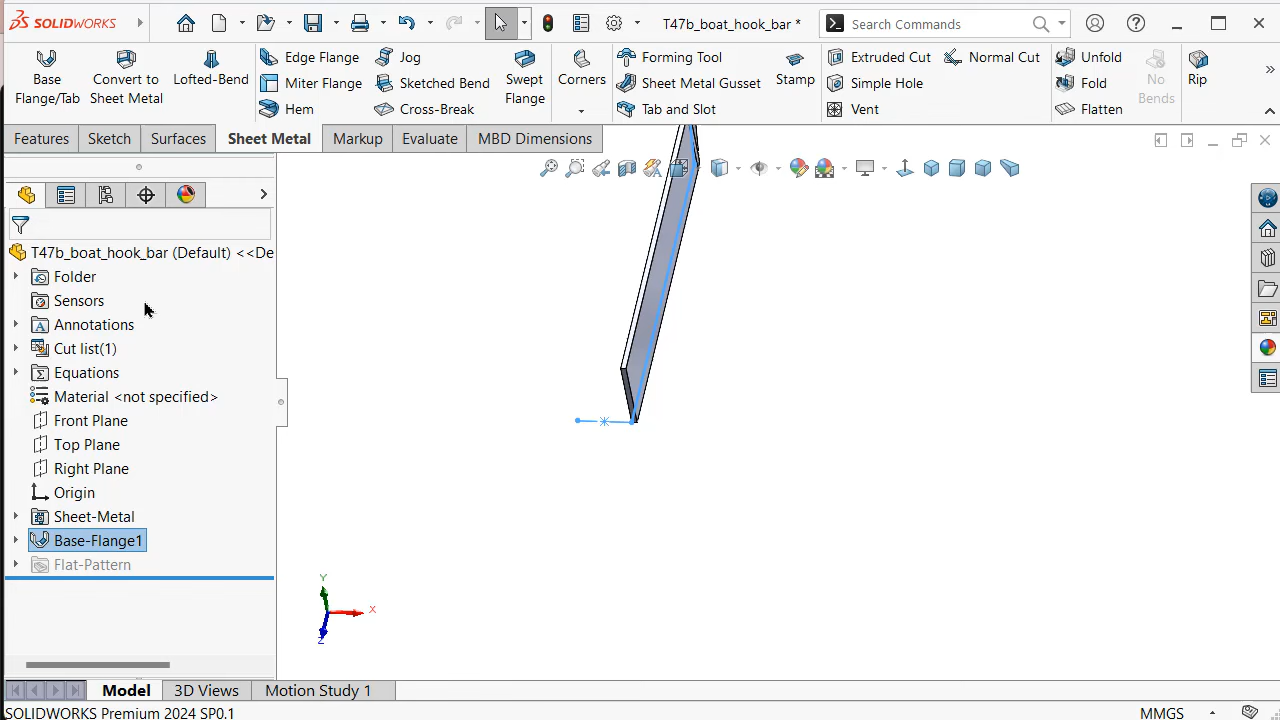 SOLIDWORKS
T47b_boat_hook_bar *
Search Commands
Base Flange/Tab
Convert to Sheet Metal
Lofted-Bend
Edge Flange
Miter Flange
Hem
Jog
Sketched Bend
Cross-Break
Swept Flange
Corners
Forming Tool
Sheet Metal Gusset
Tab and Slot
Stamp
Extruded Cut
Simple Hole
Vent
Normal Cut
Unfold
Fold
Flatten
No Bends
Rip
Features
Sketch
Surfaces
Sheet Metal
Markup
Evaluate
MBD Dimensions
T47b_boat_hook_bar (Default) <<De
Folder
Sensors
Annotations
Cut list(1)
Equations
Material <not specified>
Front Plane
Top Plane
Right Plane
Origin
Sheet-Metal
Base-Flange1
Flat-Pattern
Y
X
Z
Model
3D Views
Motion Study 1
SOLIDWORKS Premium 2024 SP0.1
MMGS